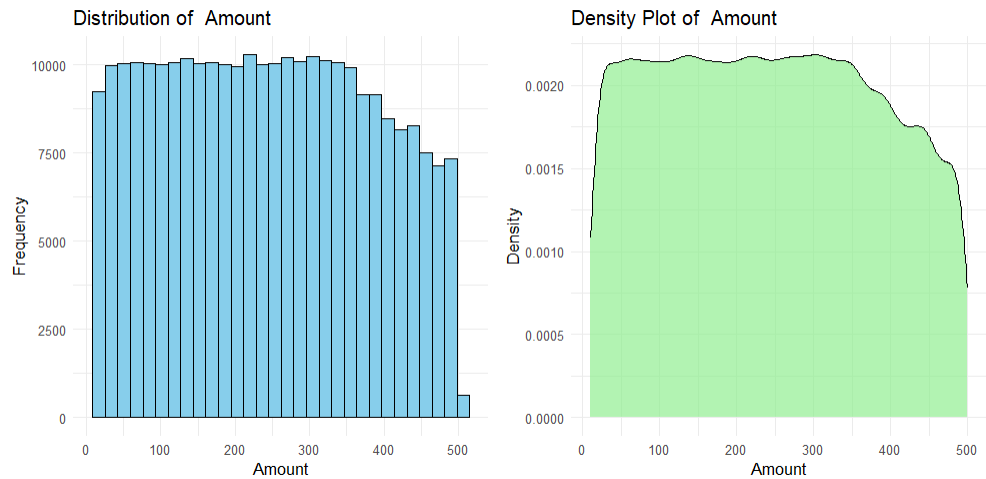 Distribution of  Amount
Frequency
10000
7500
5000
2500
0
0 100 200 300 400 500
Amount
Density Plot of  Amount
Density
0.0020
0.0015
0.0010
0.0005
0.0000
0 100 200 300 400 500
Amount